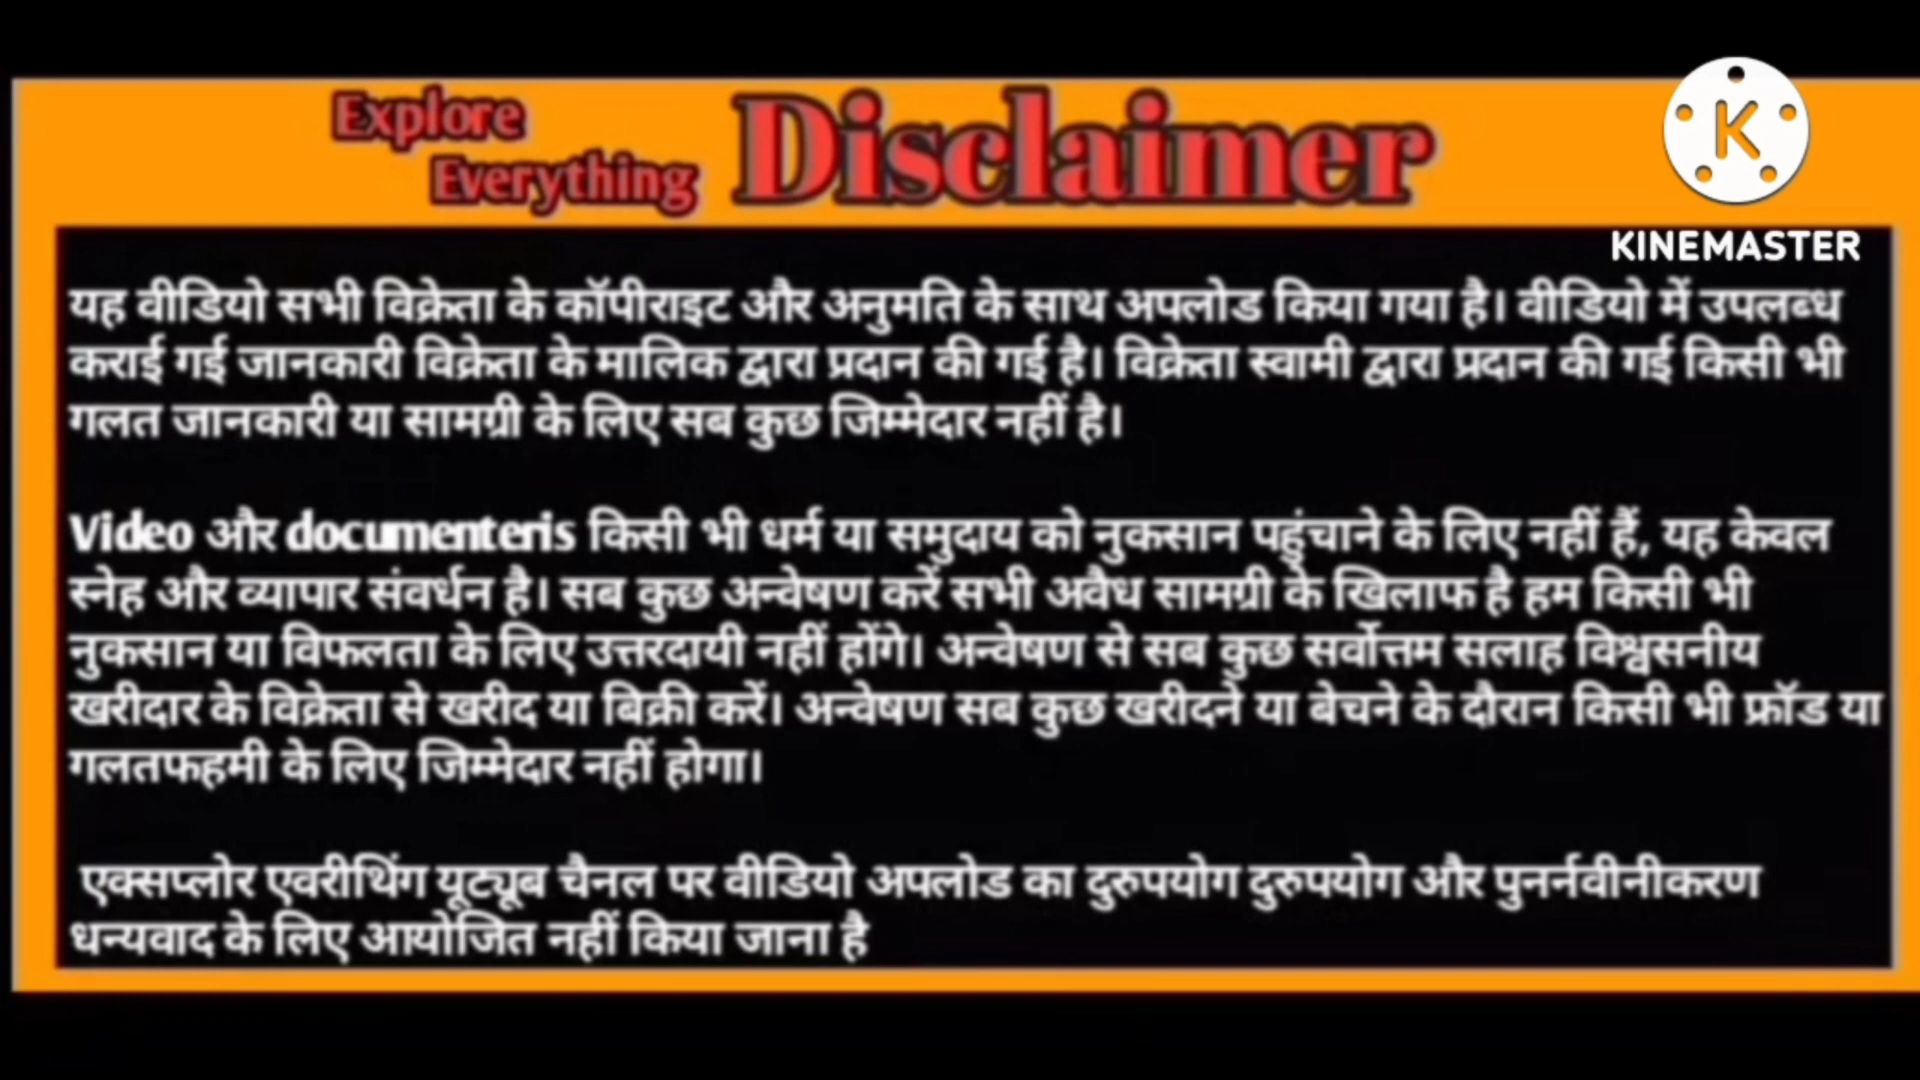 Explore
Everything
Disclaimer
KINEMASTER
यह वीडियो सभी विक्रेता के कॉपीराइट और अनुमति के साथ अपलोड किया गया है। वीडियो में उपलब्ध
कराई गई जानकारी विक्रेता के मालिक द्वारा प्रदान की गई है। विक्रेता स्वामी द्वारा प्रदान की गई किसी भी
गलत जानकारी या सामग्री के लिए सब कुछ जिम्मेदार नहीं है।
Video और documenteris किसी भी धर्म या समुदाय को नुकसान पहुंचाने के लिए नहीं हैं, यह केवल
स्नेह और व्यापार संवर्धन है। सब कुछ अन्वेषण करें सभी अवैध सामग्री के खिलाफ है हम किसी भी
नुकसान या विफलता के लिए उत्तरदायी नहीं होंगे। अन्वेषण से सब कुछ सर्वोत्तम सलाह विश्वसनीय
खरीदार के विक्रेता से खरीद या बिक्री करें। अन्वेषण सब कुछ खरीदने या बेचने के दौरान किसी भी फ्रॉड या
गलतफहमी के लिए जिम्मेदार नहीं होगा।
एक्सप्लोर एवरीथिंग यूट्यूब चैनल पर वीडियो अपलोड का दुरुपयोग दुरुपयोग और पुनर्नवीनीकरण
धन्यवाद के लिए आयोजित नहीं किया जाना है